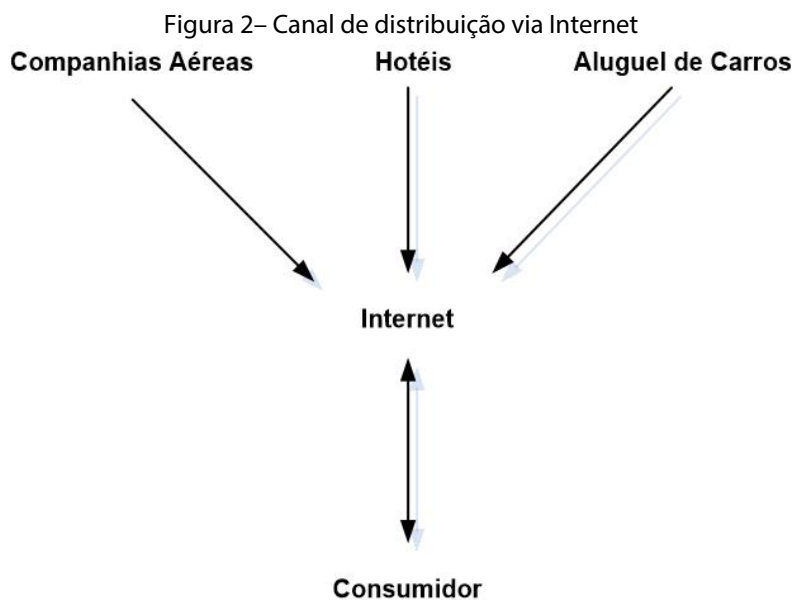 Figura 2– Canal de distribuição via Internet
Companhias Aéreas Hotéis Aluguel de Carros
Internet
Consumidor